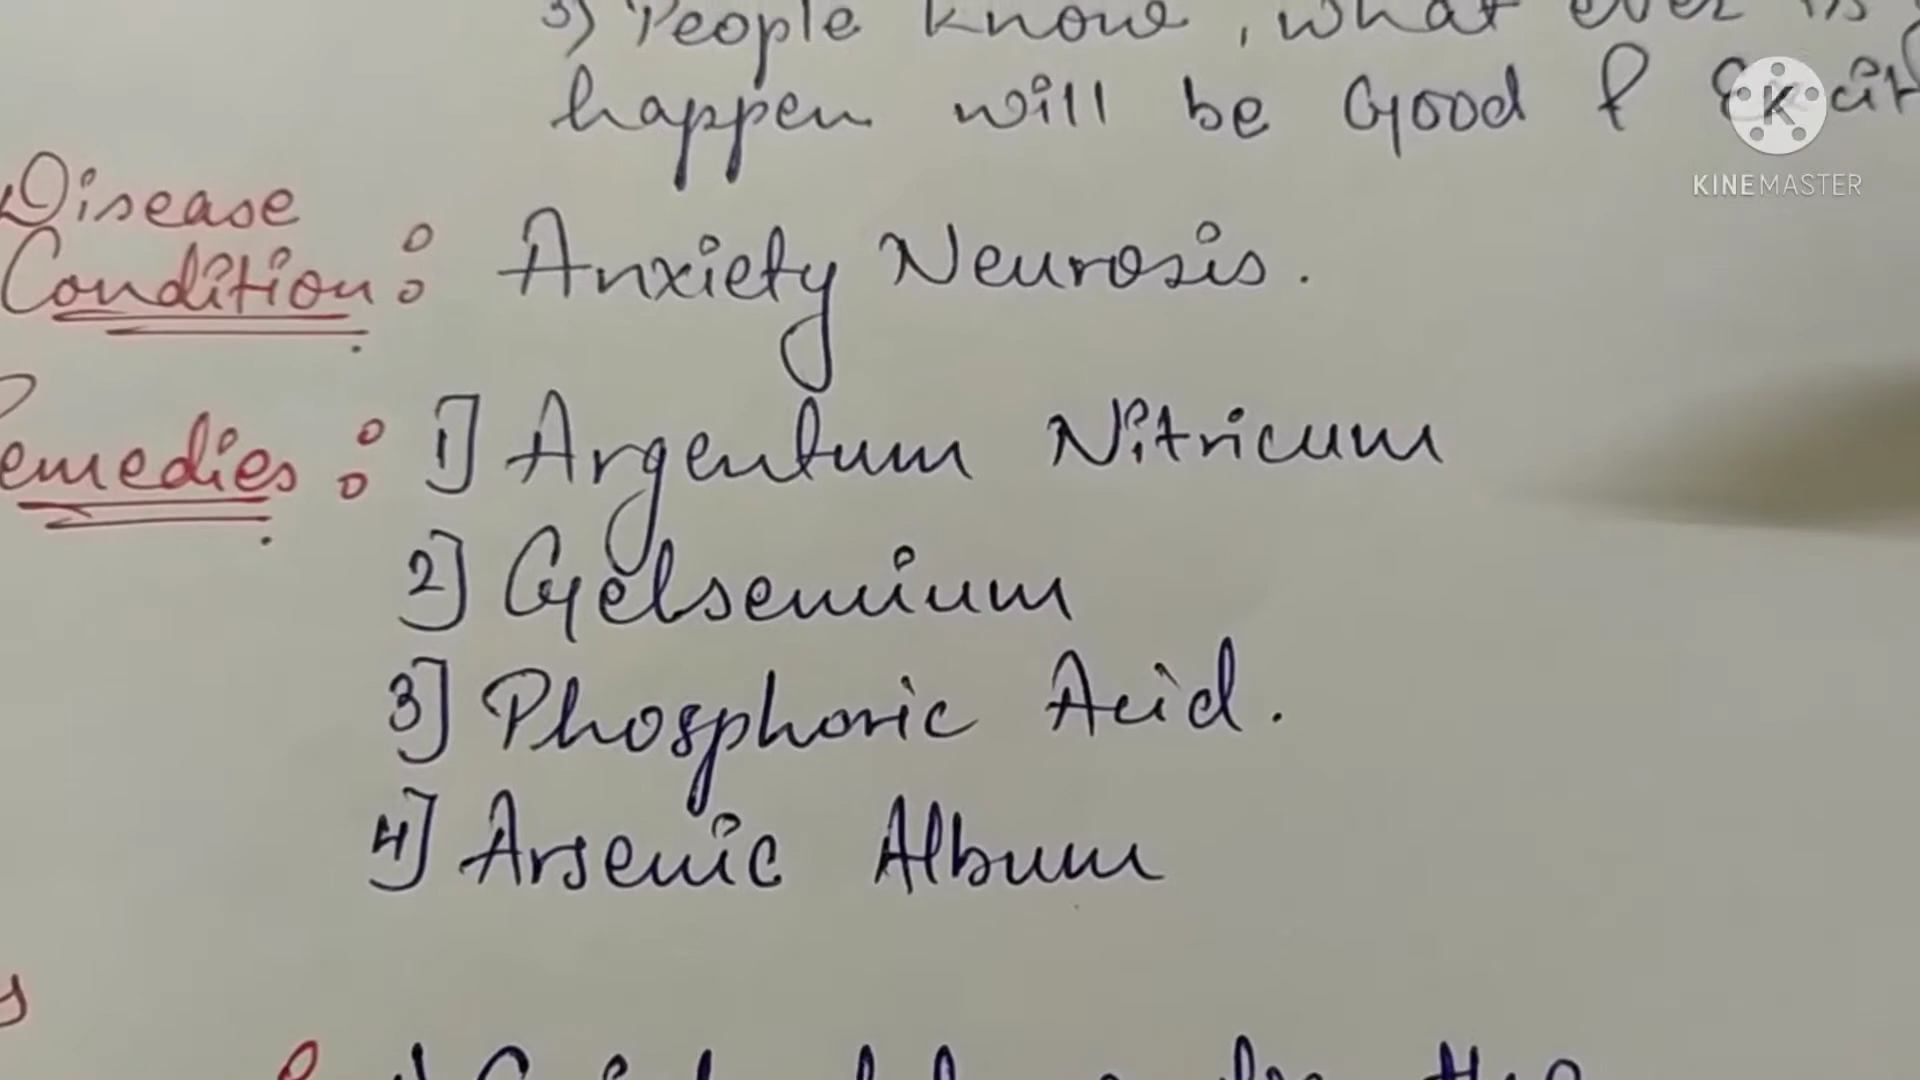 3) People know, what ever is
happen will be Good &
KINEMASTER
Disease
Condition : Anxiety Neurosis.
Remedies : 1] Argentum Nitricum
2] Gelsemium
3] Phosphoric Acid.
4] Arsenic Album